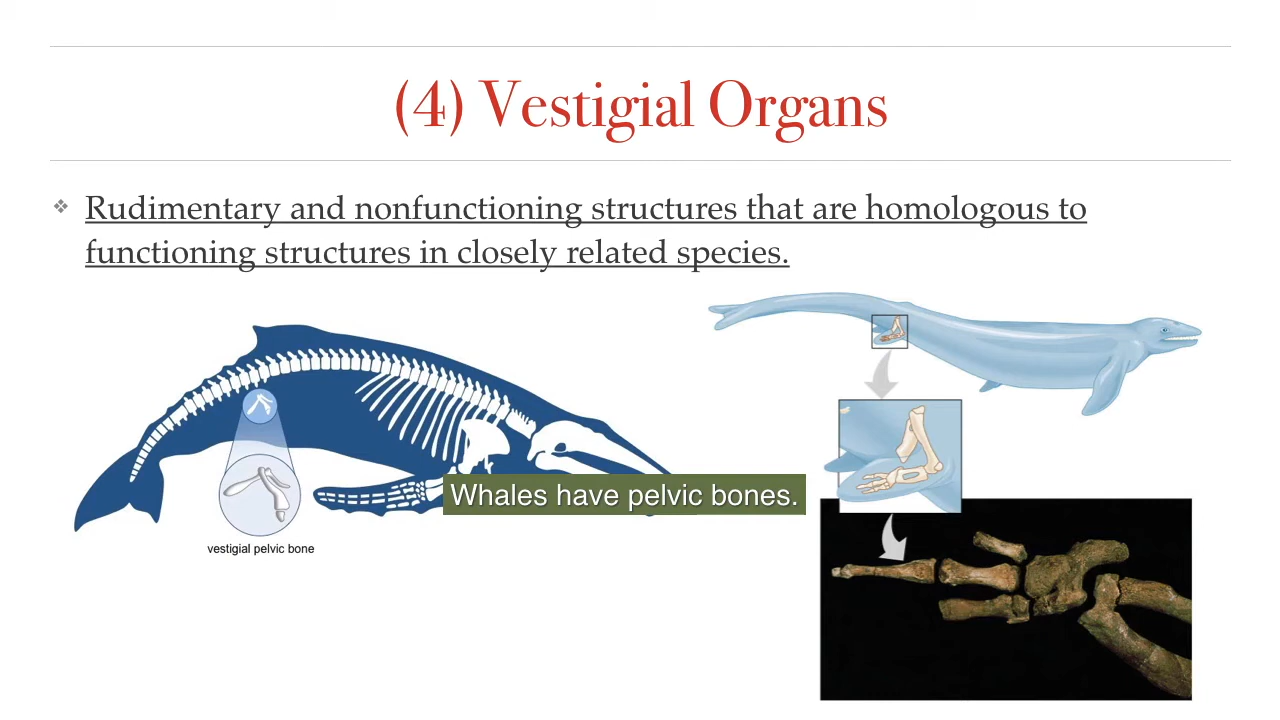 (4) Vestigial Organs
Rudimentary and nonfunctioning structures that are homologous to
functioning structures in closely related species.
Whales have pelvic bones.
vestigial pelvic bone